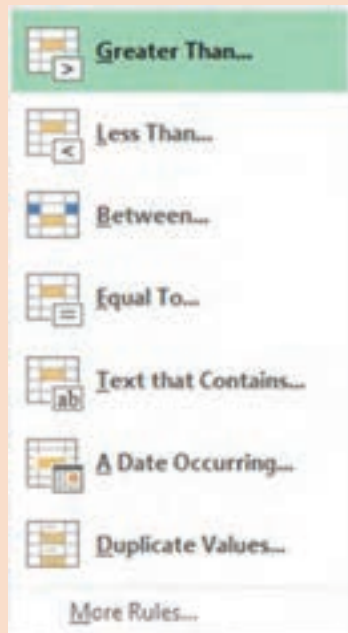 Greater Than...
Less Than...
Between...
Equal To...
Text that Contains...
A Date Occurring...
Duplicate Values...
More Rules...